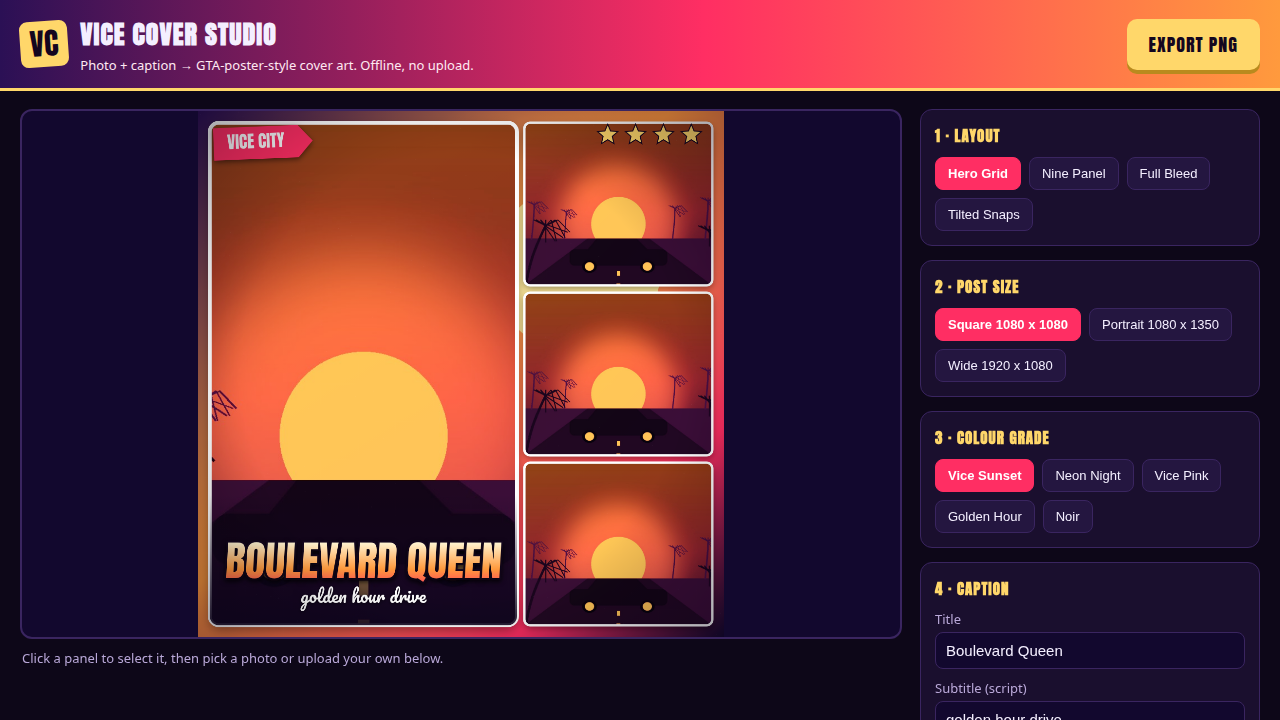 VC
VICE COVER STUDIO
Photo + caption → GTA-poster-style cover art. Offline, no upload.
EXPORT PNG
VICE CITY
BOULEVARD QUEEN
golden hour drive
Click a panel to select it, then pick a photo or upload your own below.
1 · LAYOUT
Hero Grid
Nine Panel
Full Bleed
Tilted Snaps
2 · POST SIZE
Square 1080 x 1080
Portrait 1080 x 1350
Wide 1920 x 1080
3 · COLOUR GRADE
Vice Sunset
Neon Night
Vice Pink
Golden Hour
Noir
4 · CAPTION
Title
Boulevard Queen
Subtitle (script)
golden hour drive